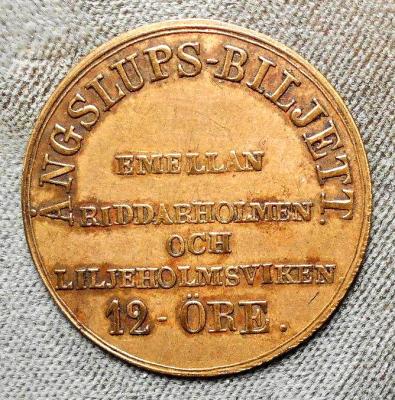 ÅNGSLUPS-BILJETT
EMELLAN
RIDDARHOLMEN
OCH
LILJEHOLMSVIKEN
12-ÖRE.